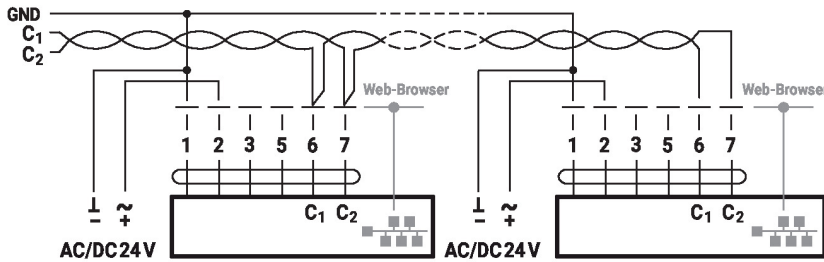 GND
C₁
C₂
Web-Browser Web-Browser
1 2 3 5 6 7 1 2 3 5 6 7
⊥ ~ ⊥ ~
– + – +
C₁ C₂ C₁ C₂
AC/DC 24 V AC/DC 24 V